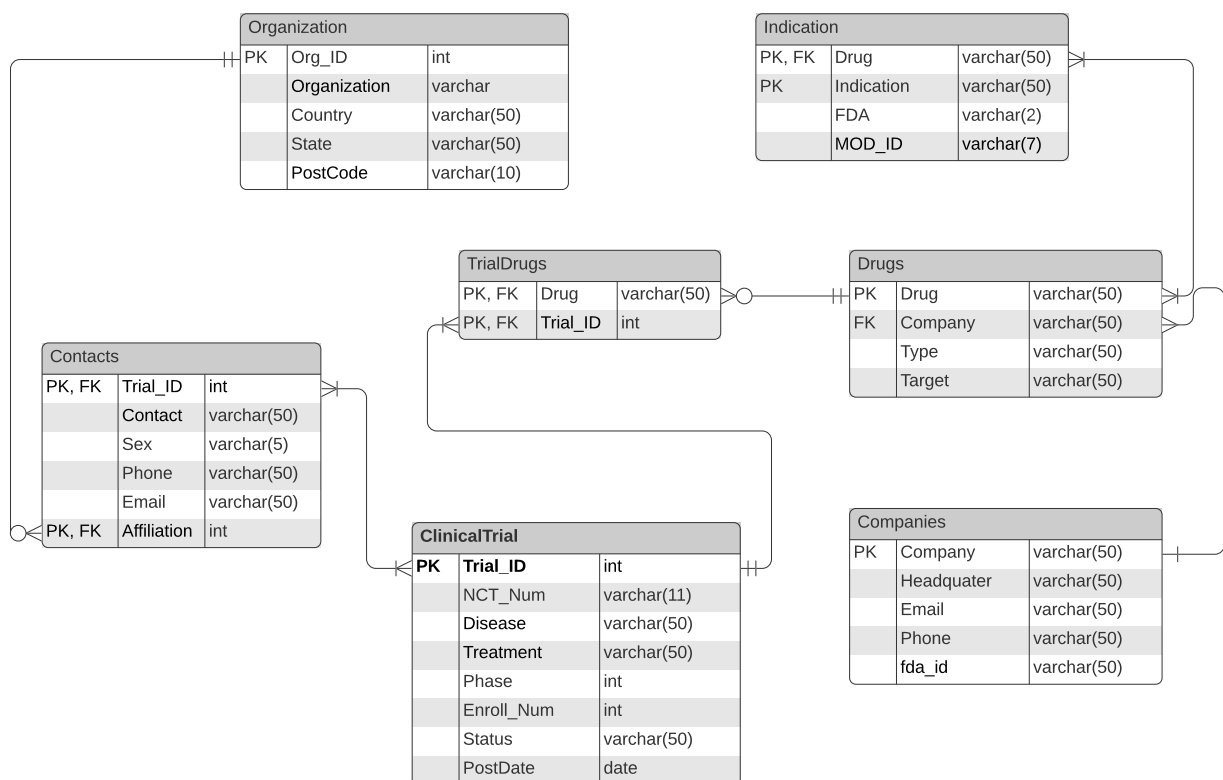 Organization
PK Org_ID int
Organization varchar
Country varchar(50)
State varchar(50)
PostCode varchar(10)
Indication
PK, FK Drug varchar(50)
PK Indication varchar(50)
FDA varchar(2)
MOD_ID varchar(7)
TrialDrugs
PK, FK Drug varchar(50)
PK, FK Trial_ID int
Drugs
PK Drug varchar(50)
FK Company varchar(50)
Type varchar(50)
Target varchar(50)
Contacts
PK, FK Trial_ID int
Contact varchar(50)
Sex varchar(5)
Phone varchar(50)
Email varchar(50)
PK, FK Affiliation int
ClinicalTrial
PK Trial_ID int
NCT_Num varchar(11)
Disease varchar(50)
Treatment varchar(50)
Phase int
Enroll_Num int
Status varchar(50)
PostDate date
Companies
PK Company varchar(50)
Headquater varchar(50)
Email varchar(50)
Phone varchar(50)
fda_id varchar(50)